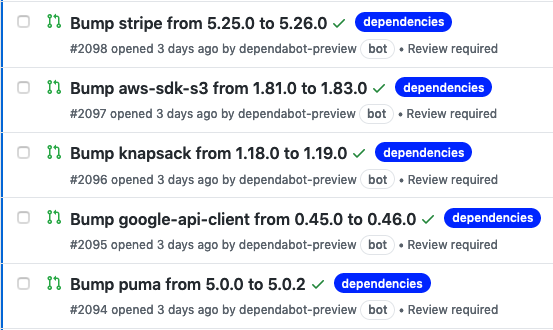 Bump stripe from 5.25.0 to 5.26.0 dependencies
#2098 opened 3 days ago by dependabot-preview bot • Review required
Bump aws-sdk-s3 from 1.81.0 to 1.83.0 dependencies
#2097 opened 3 days ago by dependabot-preview bot • Review required
Bump knapsack from 1.18.0 to 1.19.0 dependencies
#2096 opened 3 days ago by dependabot-preview bot • Review required
Bump google-api-client from 0.45.0 to 0.46.0 dependencies
#2095 opened 3 days ago by dependabot-preview bot • Review required
Bump puma from 5.0.0 to 5.0.2 dependencies
#2094 opened 3 days ago by dependabot-preview bot • Review required